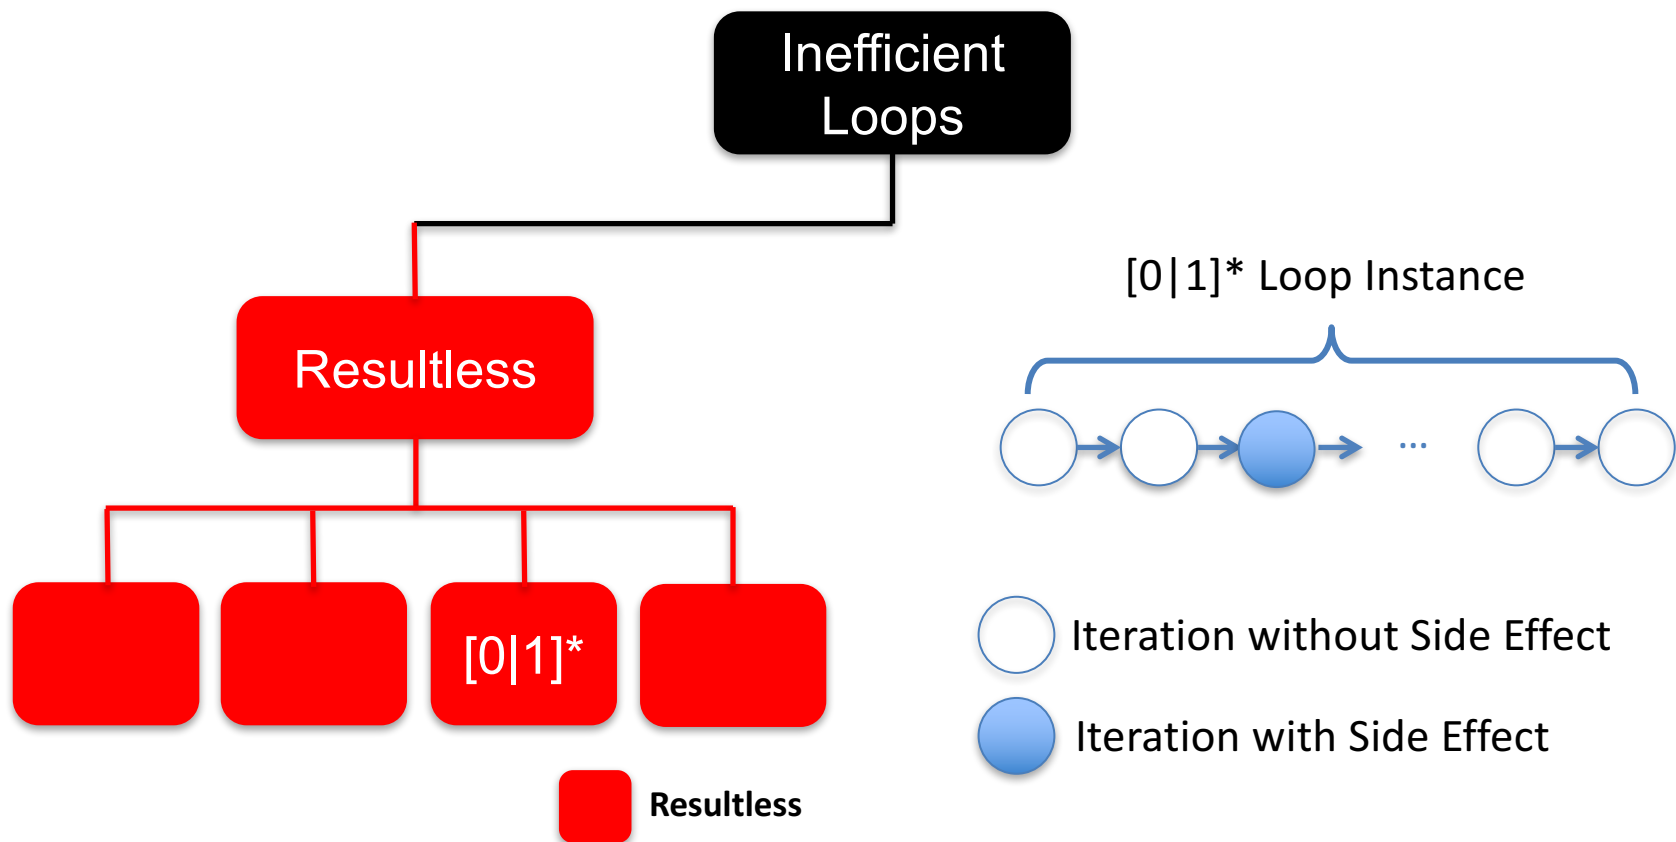 Inefficient
Loops
Resultless
[0|1]*
Resultless
[0|1]* Loop Instance
...
Iteration without Side Effect
Iteration with Side Effect